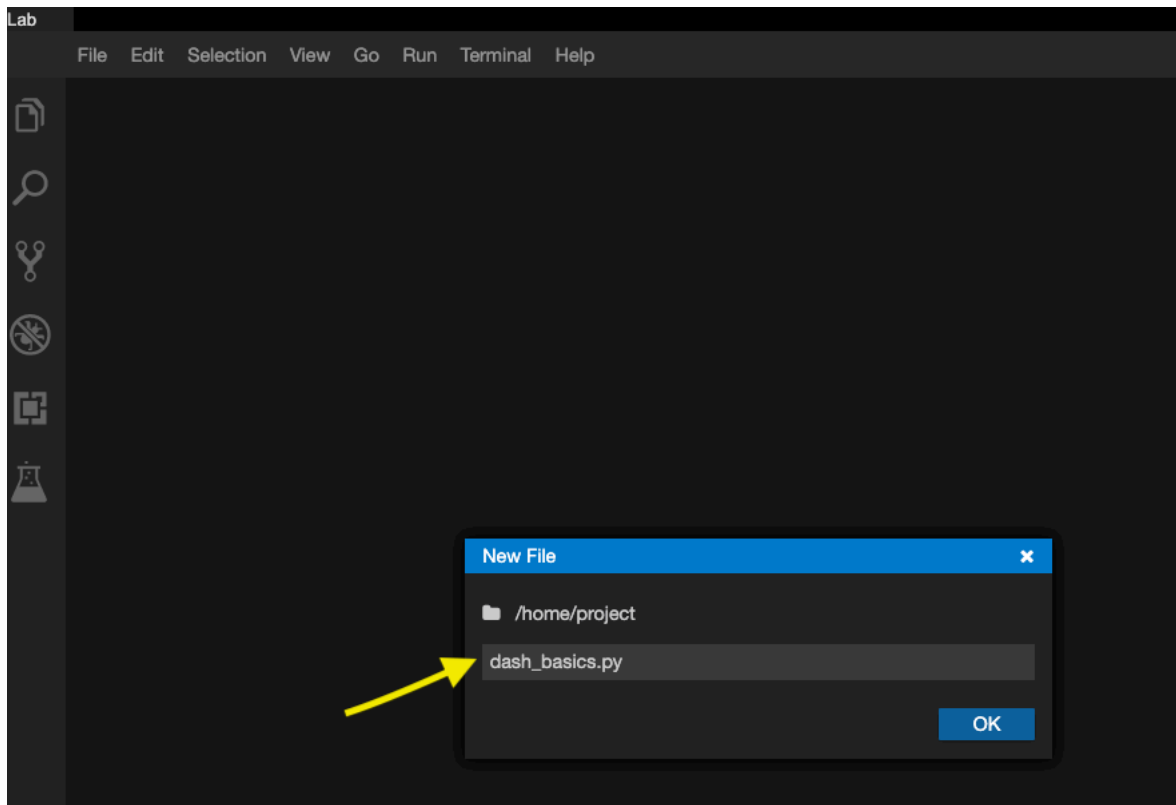 Lab
File Edit Selection View Go Run Terminal Help
New File
/home/project
dash_basics.py
OK